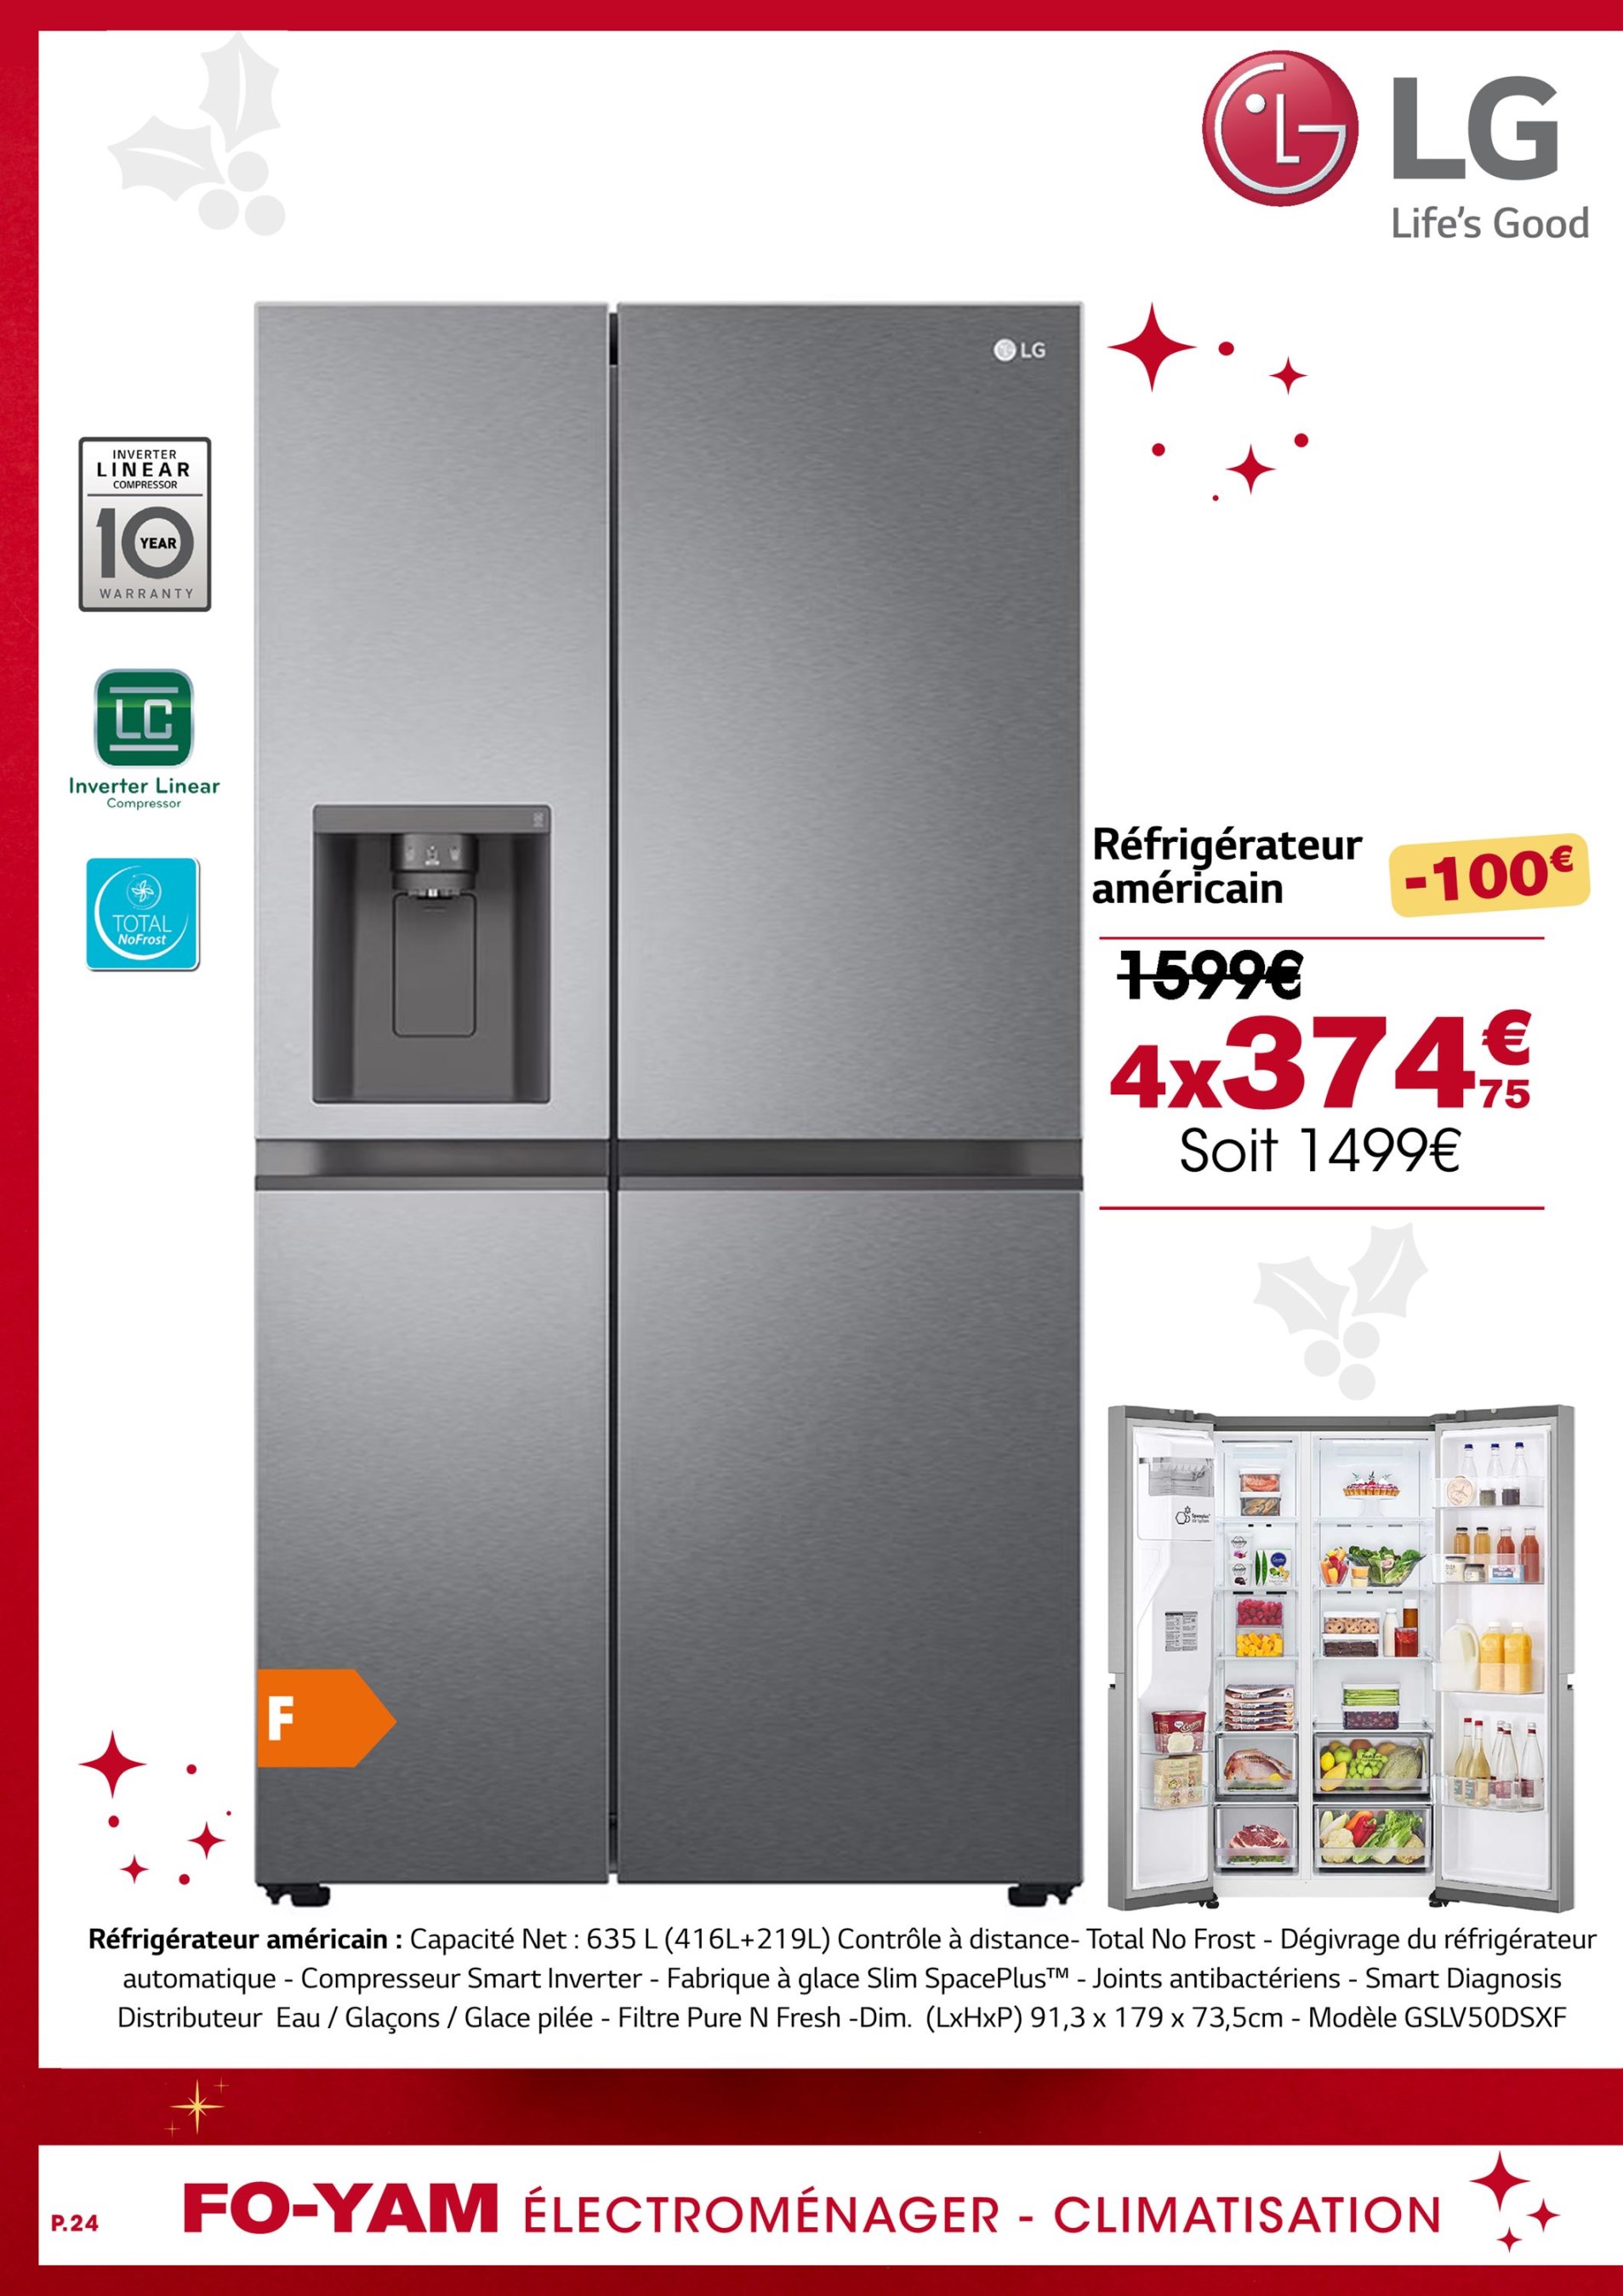 LG
Life's Good
LG
INVERTER
LINEAR
COMPRESSOR
10 YEAR
WARRANTY
LC
Inverter Linear
Compressor
TOTAL
NoFrost
Réfrigérateur
américain
-100€
1599€
4x374€75
Soit 1499€
F
Réfrigérateur américain : Capacité Net : 635 L (416L+219L) Contrôle à distance- Total No Frost - Dégivrage du réfrigérateur
automatique - Compresseur Smart Inverter - Fabrique à glace Slim SpacePlus™ - Joints antibactériens - Smart Diagnosis
Distributeur Eau / Glaçons / Glace pilée - Filtre Pure N Fresh -Dim. (LxHxP) 91,3 x 179 x 73,5cm - Modèle GSLV50DSXF
P.24
FO-YAM ÉLECTROMÉNAGER - CLIMATISATION